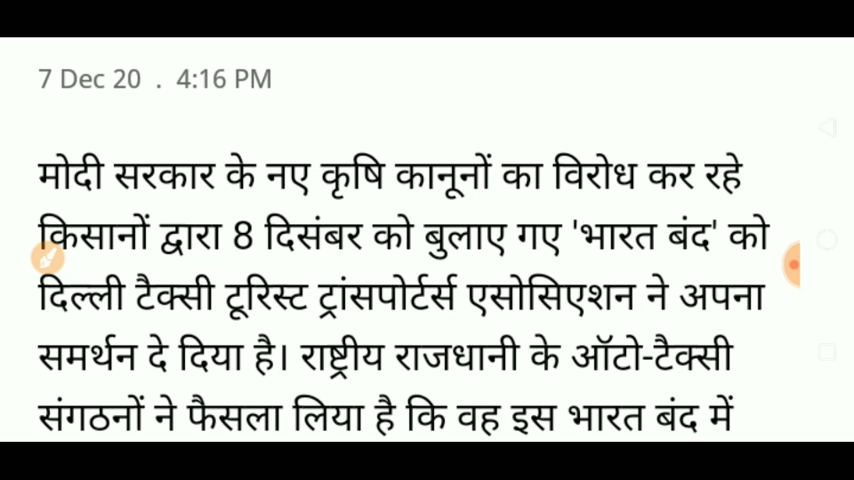 7 Dec 20 . 4:16 PM
मोदी सरकार के नए कृषि कानूनों का विरोध कर रहे
किसानों द्वारा 8 दिसंबर को बुलाए गए 'भारत बंद' को
दिल्ली टैक्सी टूरिस्ट ट्रांसपोर्टर्स एसोसिएशन ने अपना
समर्थन दे दिया है। राष्ट्रीय राजधानी के ऑटो-टैक्सी
संगठनों ने फैसला लिया है कि वह इस भारत बंद में